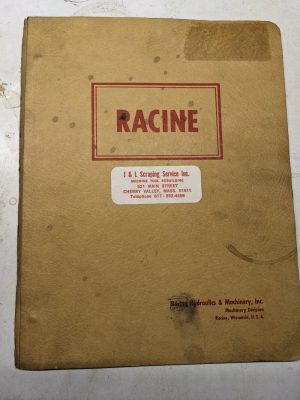 RACINE
J & L Scraping Service Inc.
MACHINE TOOL REBUILDING
521 MAIN STREET
CHERRY VALLEY, MASS. 01611
Telephone 617 - 892-4866
Racine Hydraulics & Machinery, Inc.
Machinery Division
Racine, Wisconsin, U.S.A.